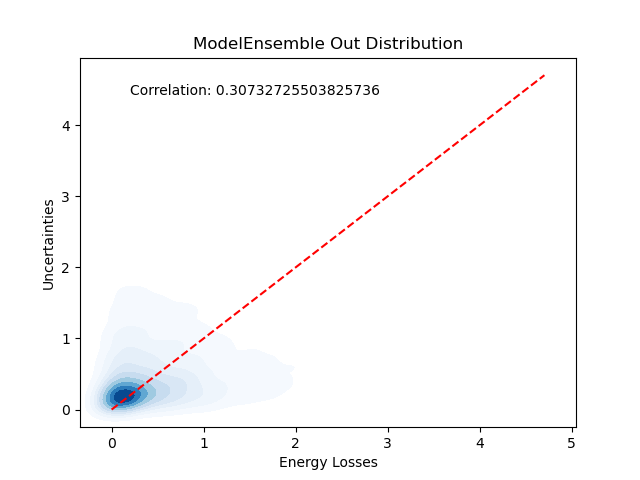 ModelEnsemble Out Distribution
Correlation: 0.30732725503825736
Uncertainties
4
3
2
1
0
0 1 2 3 4 5
Energy Losses